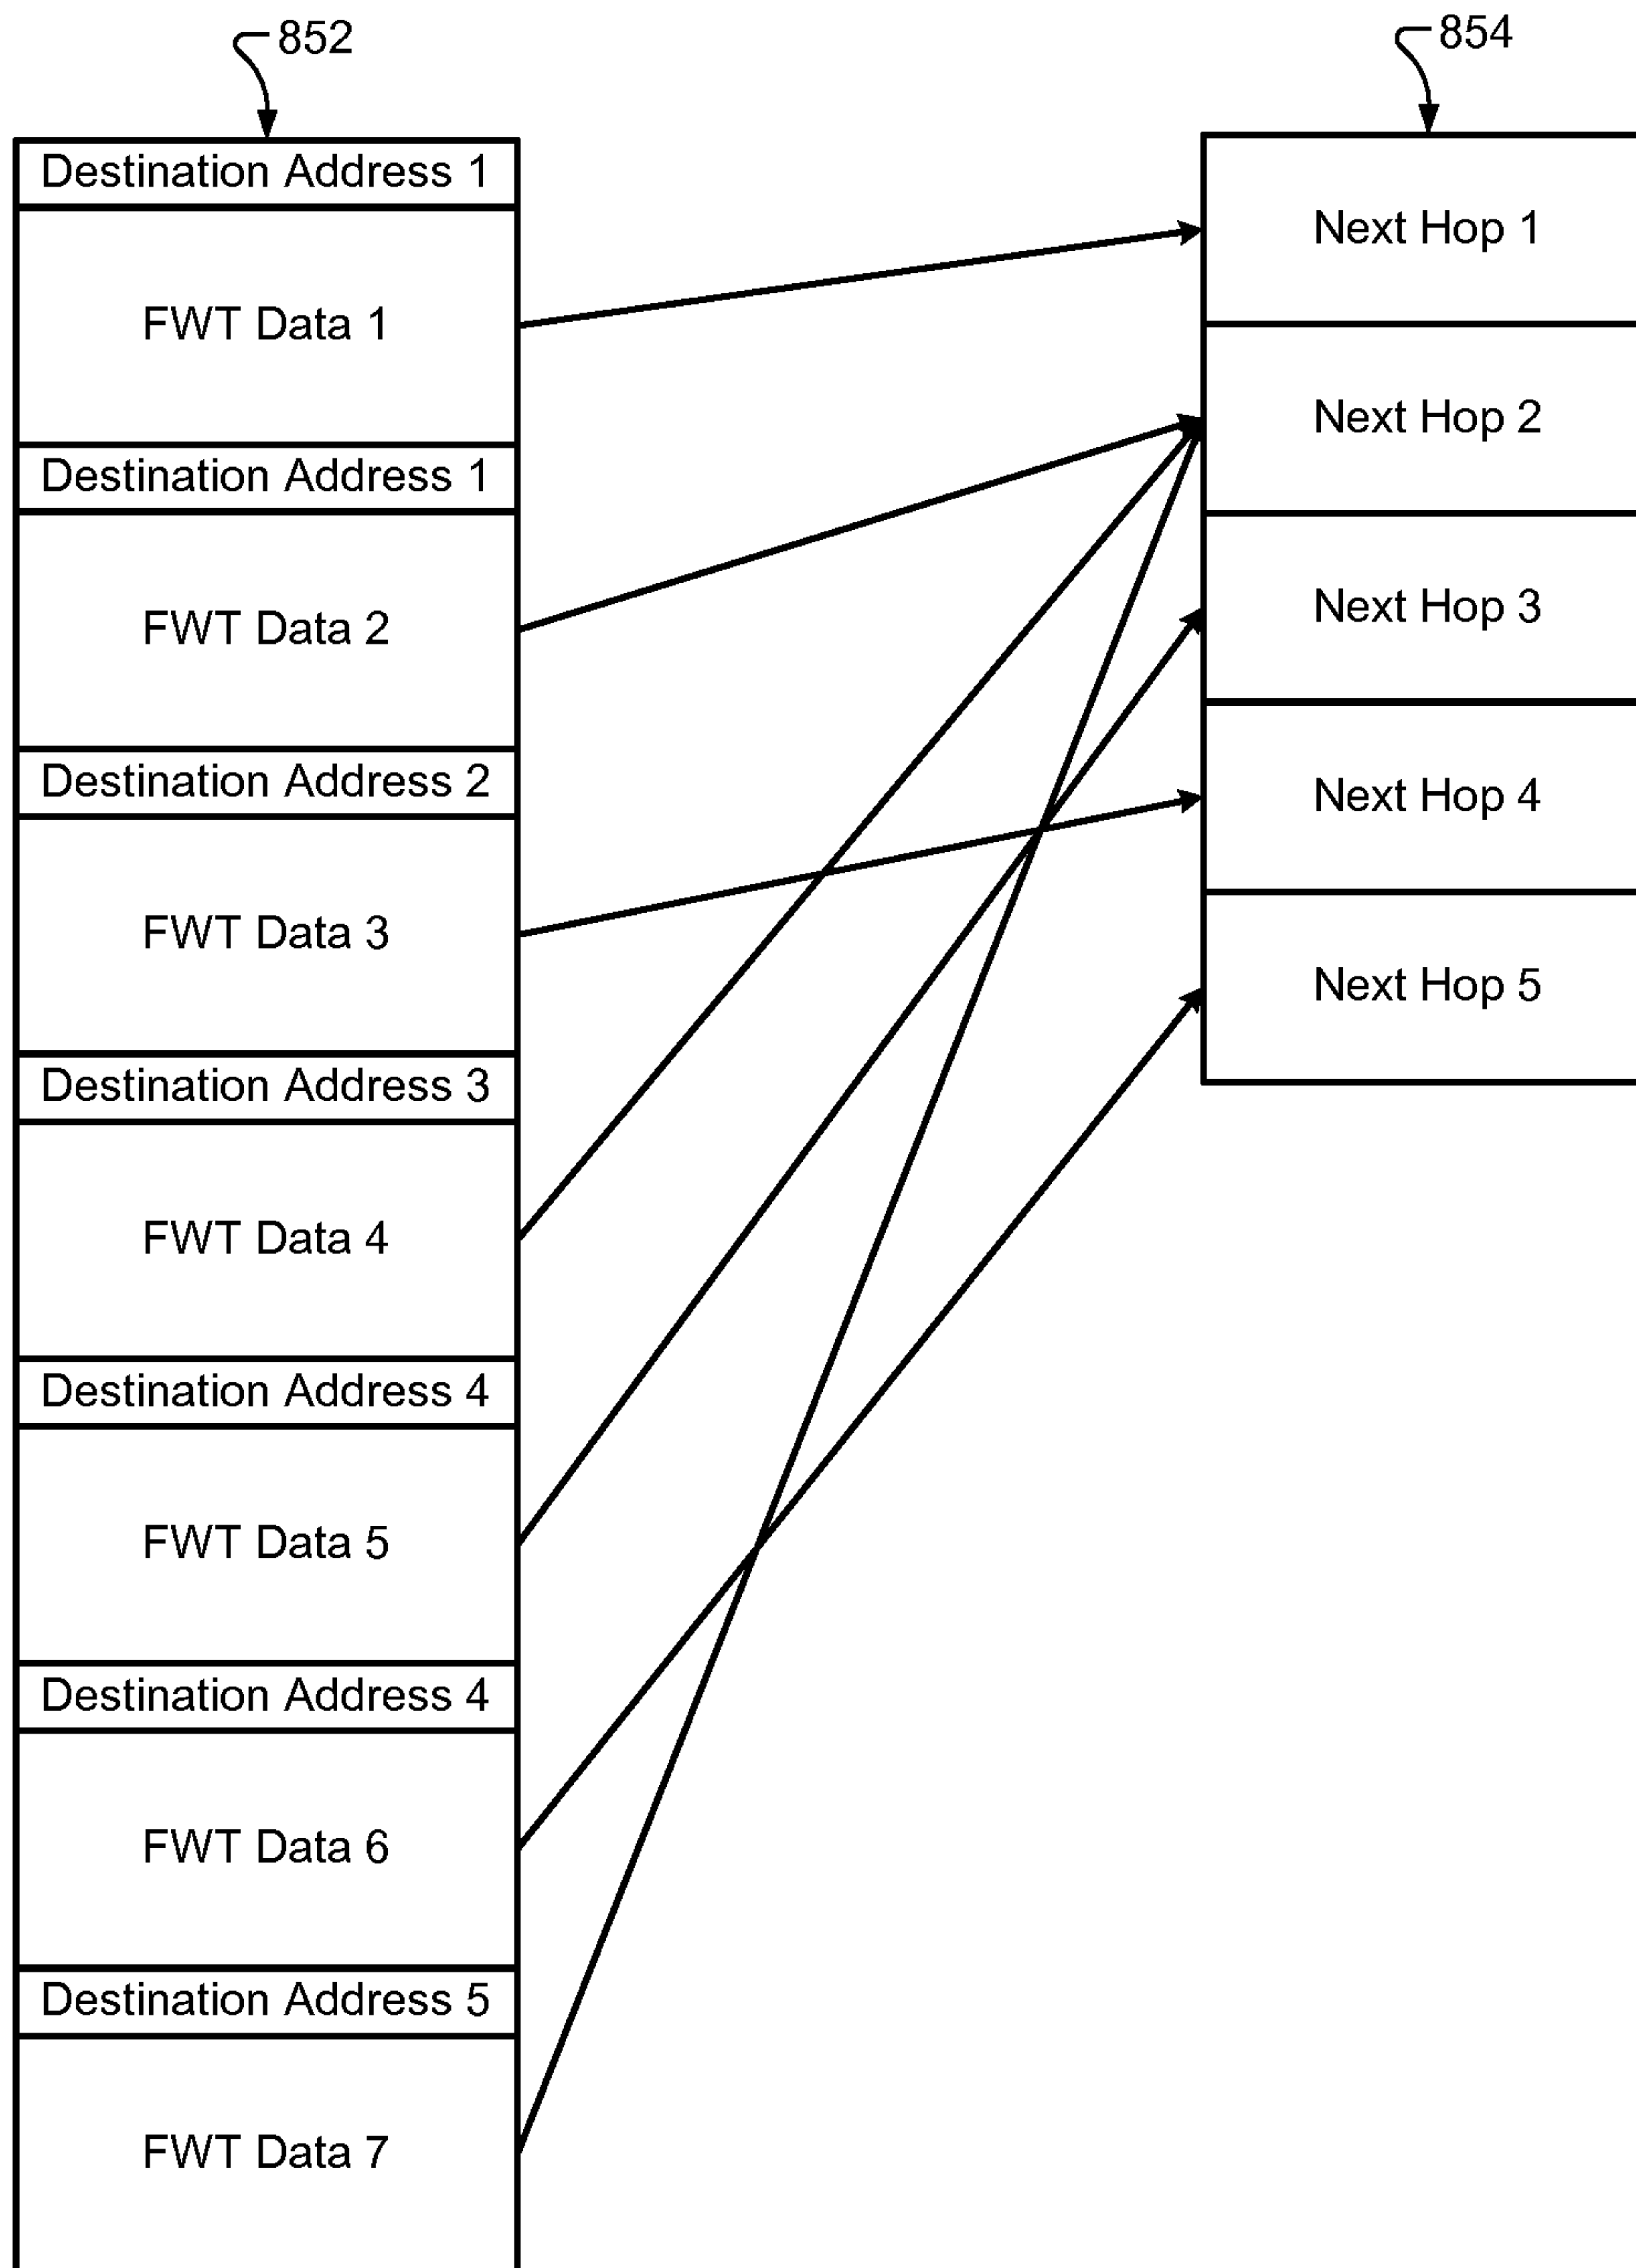 852
Destination Address 1
FWT Data 1
Destination Address 1
FWT Data 2
Destination Address 2
FWT Data 3
Destination Address 3
FWT Data 4
Destination Address 4
FWT Data 5
Destination Address 4
FWT Data 6
Destination Address 5
FWT Data 7
854
Next Hop 1
Next Hop 2
Next Hop 3
Next Hop 4
Next Hop 5